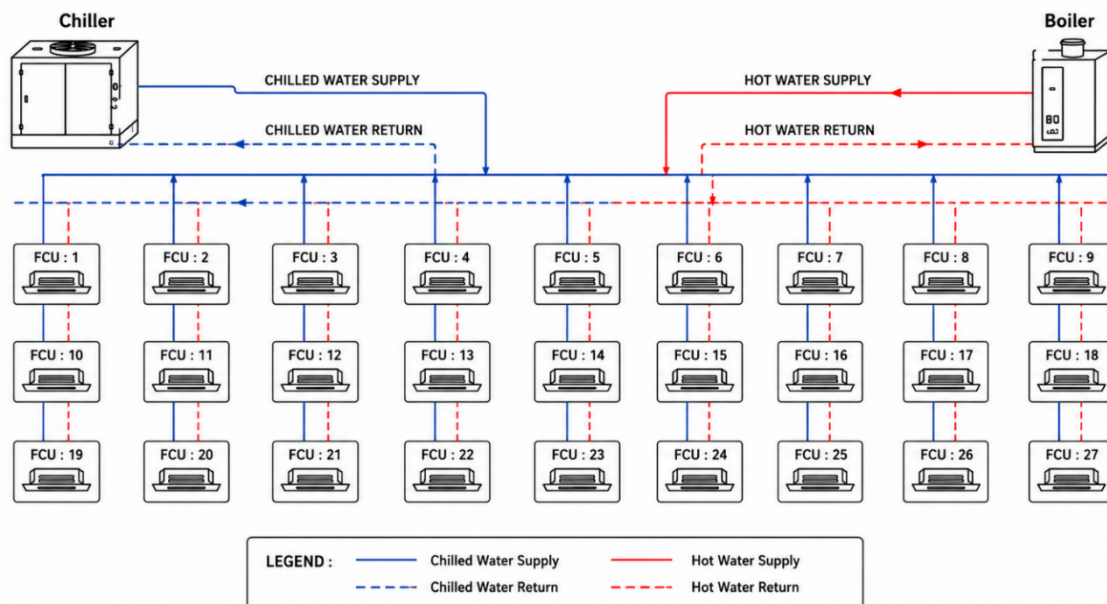 Chiller
Boiler
CHILLED WATER SUPPLY
HOT WATER SUPPLY
CHILLED WATER RETURN
HOT WATER RETURN
FCU : 1
FCU : 2
FCU : 3
FCU : 4
FCU : 5
FCU : 6
FCU : 7
FCU : 8
FCU : 9
FCU : 10
FCU : 11
FCU : 12
FCU : 13
FCU : 14
FCU : 15
FCU : 16
FCU : 17
FCU : 18
FCU : 19
FCU : 20
FCU : 21
FCU : 22
FCU : 23
FCU : 24
FCU : 25
FCU : 26
FCU : 27
LEGEND :
Chilled Water Supply
Hot Water Supply
Chilled Water Return
Hot Water Return